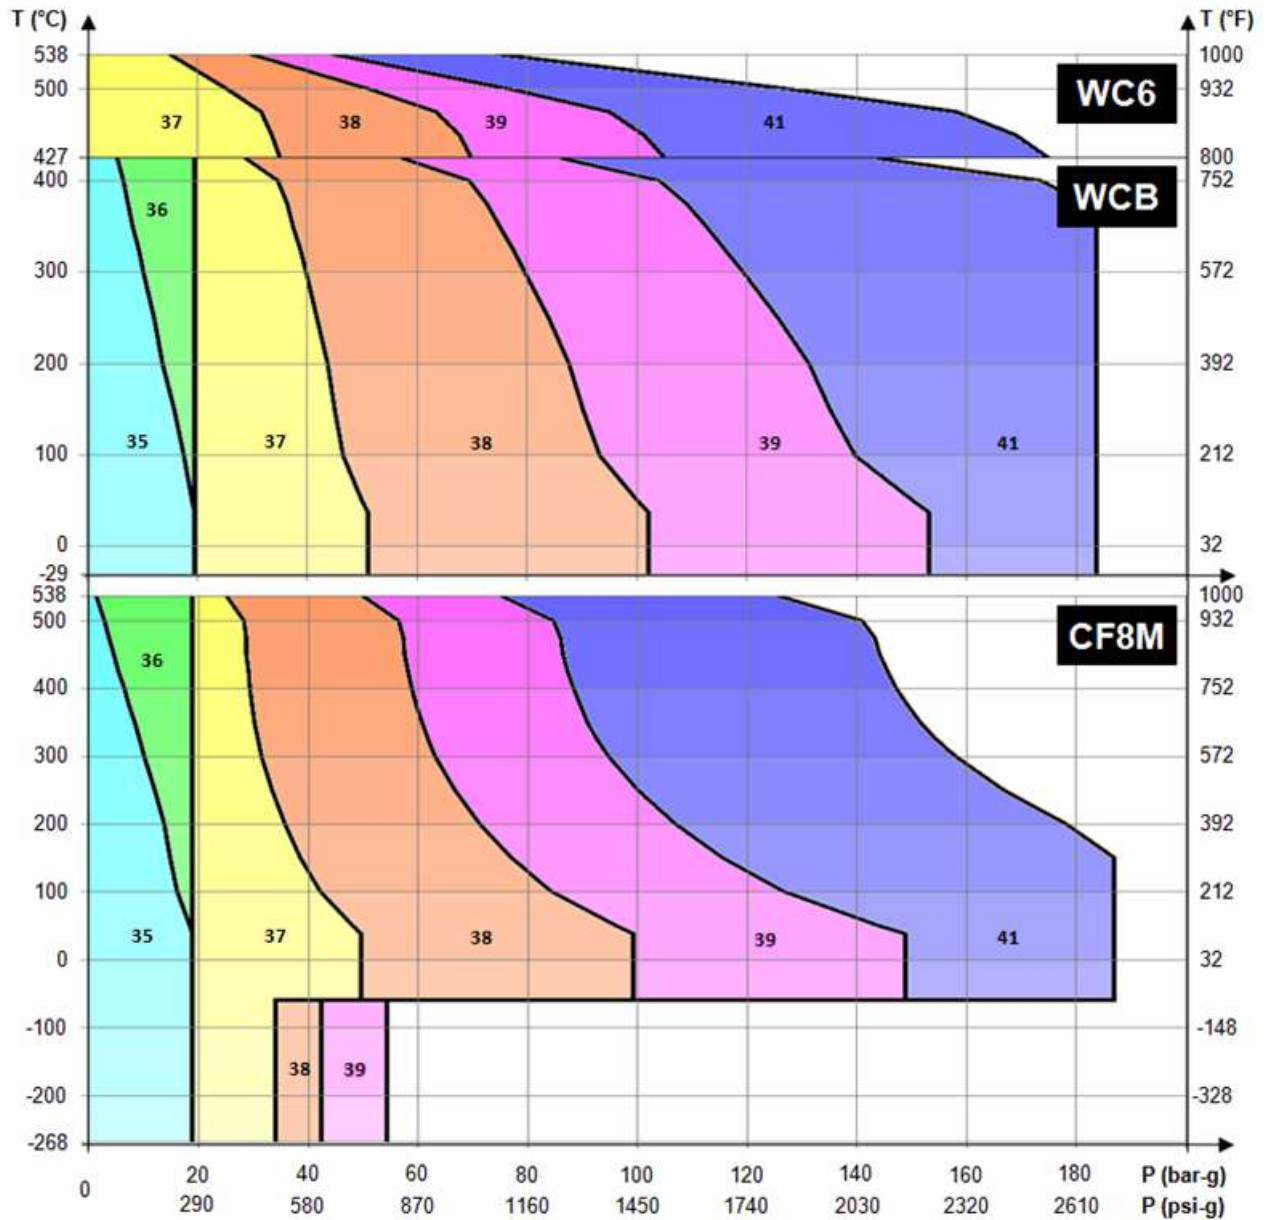 T (°C) T (°F)
538 1000
500 932
WC6
37 38 39 41
427 800
400 752
WCB
36
300 572
200 392
35 37 38 39 41
100 212
0 32
-29
538 1000
500 932
CF8M
36
400 752
300 572
200 392
100 212
35 37 38 39 41
0 32
-100 -148
38 39
-200 -328
-268
0 20 40 60 80 100 120 140 160 180 P (bar-g)
290 580 870 1160 1450 1740 2030 2320 2610 P (psi-g)